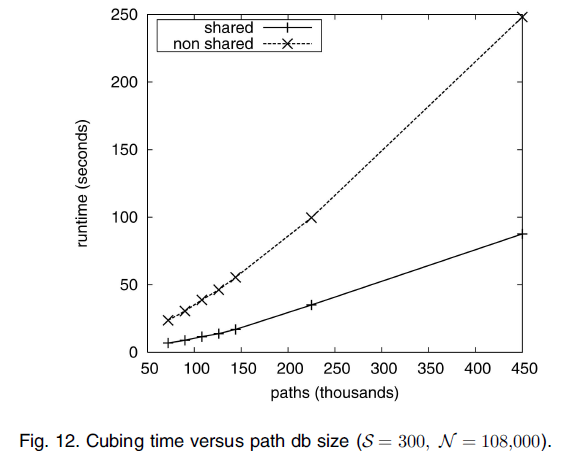 250
200
150
100
50
0
runtime (seconds)
shared
non shared
50 100 150 200 250 300 350 400 450
paths (thousands)
Fig. 12. Cubing time versus path db size (𝒮 = 300, 𝒩 = 108,000).